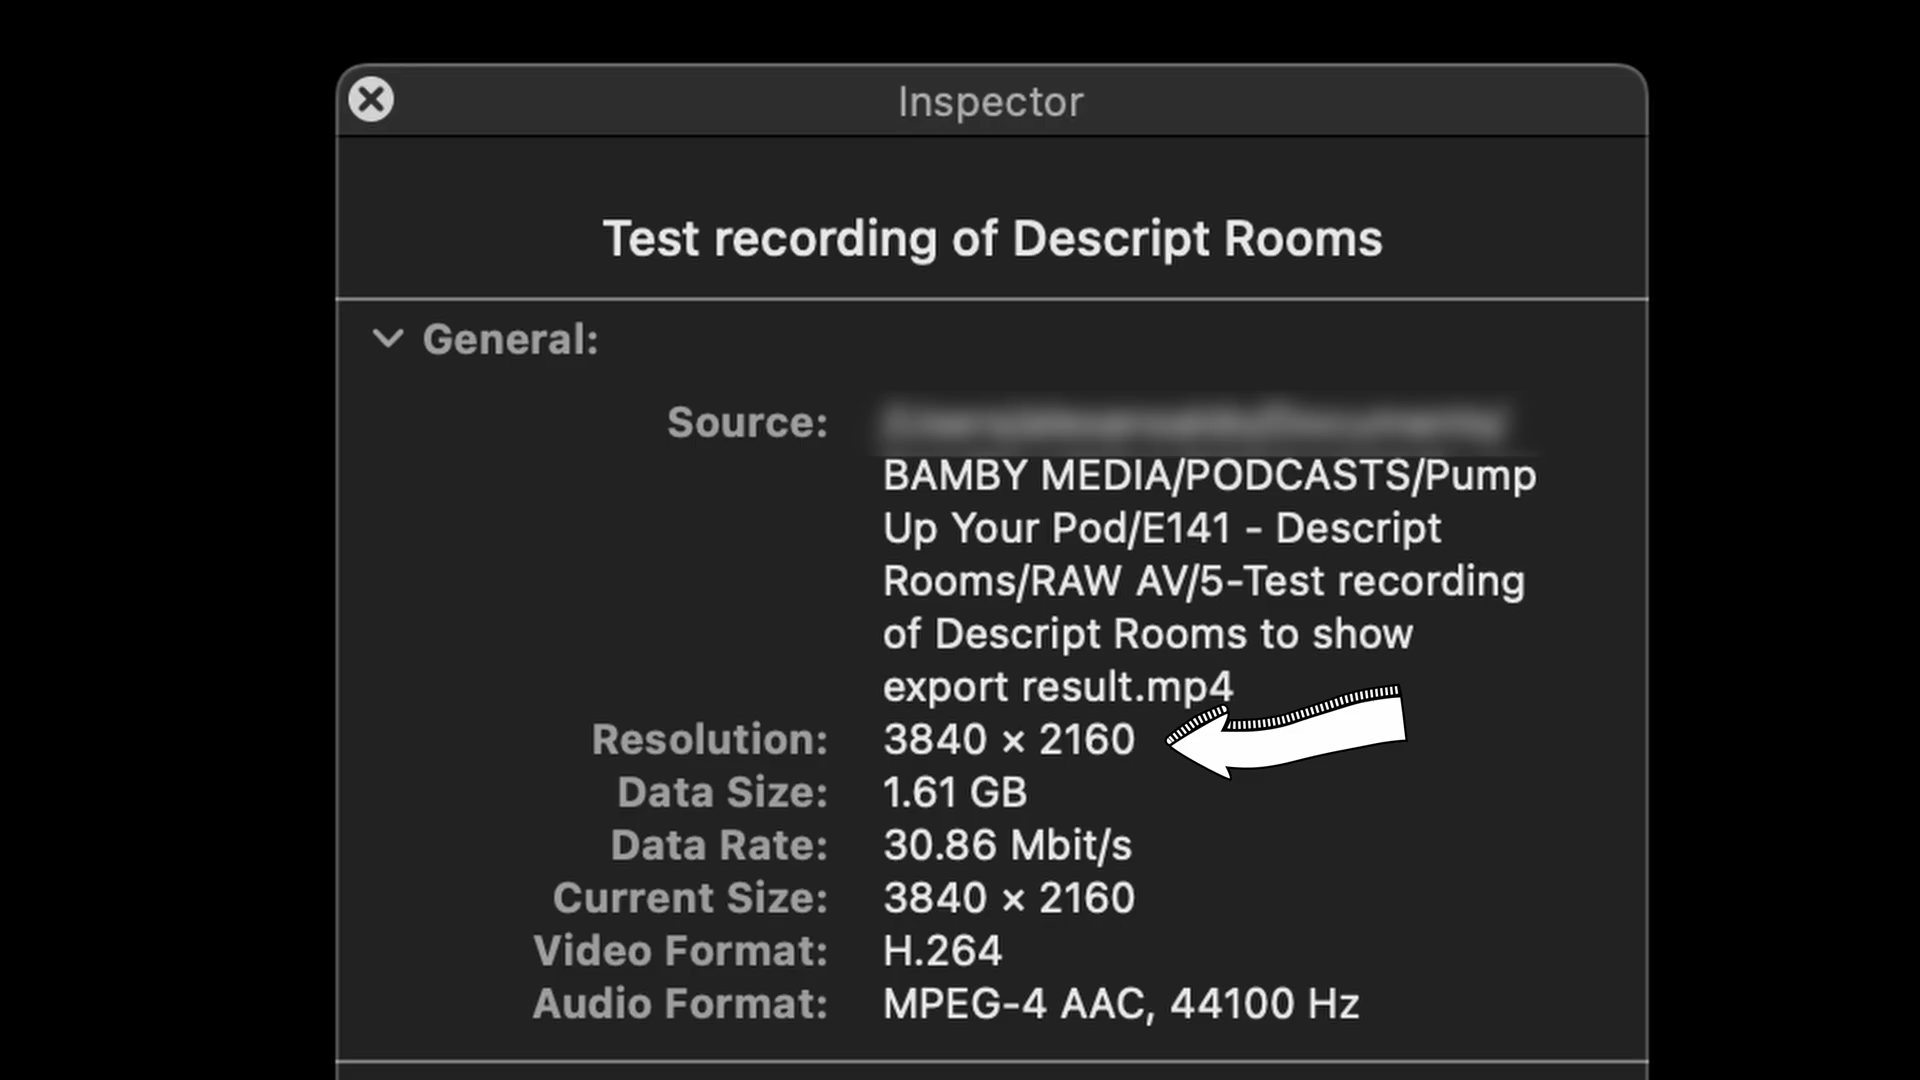 Inspector
Test recording of Descript Rooms
General:
Source:
BAMBY MEDIA/PODCASTS/Pump
Up Your Pod/E141 - Descript
Rooms/RAW AV/5-Test recording
of Descript Rooms to show
export result.mp4
Resolution: 3840 × 2160
Data Size: 1.61 GB
Data Rate: 30.86 Mbit/s
Current Size: 3840 × 2160
Video Format: H.264
Audio Format: MPEG-4 AAC, 44100 Hz